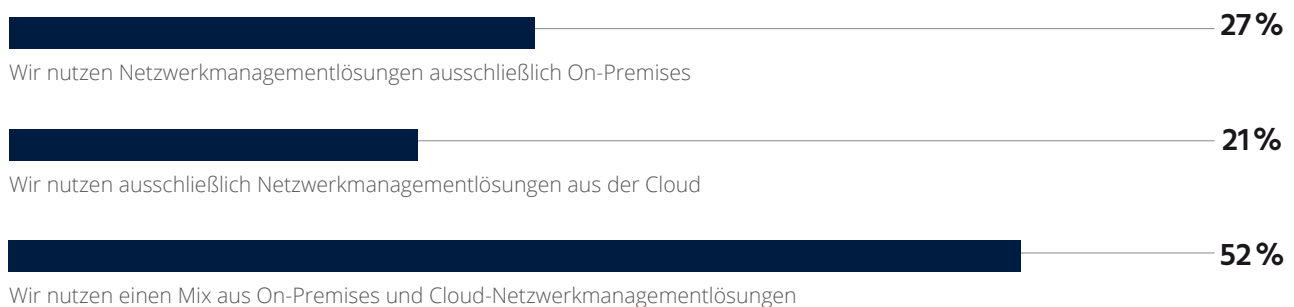 27 %
Wir nutzen Netzwerkmanagementlösungen ausschließlich On-Premises
21 %
Wir nutzen ausschließlich Netzwerkmanagementlösungen aus der Cloud
52 %
Wir nutzen einen Mix aus On-Premises und Cloud-Netzwerkmanagementlösungen